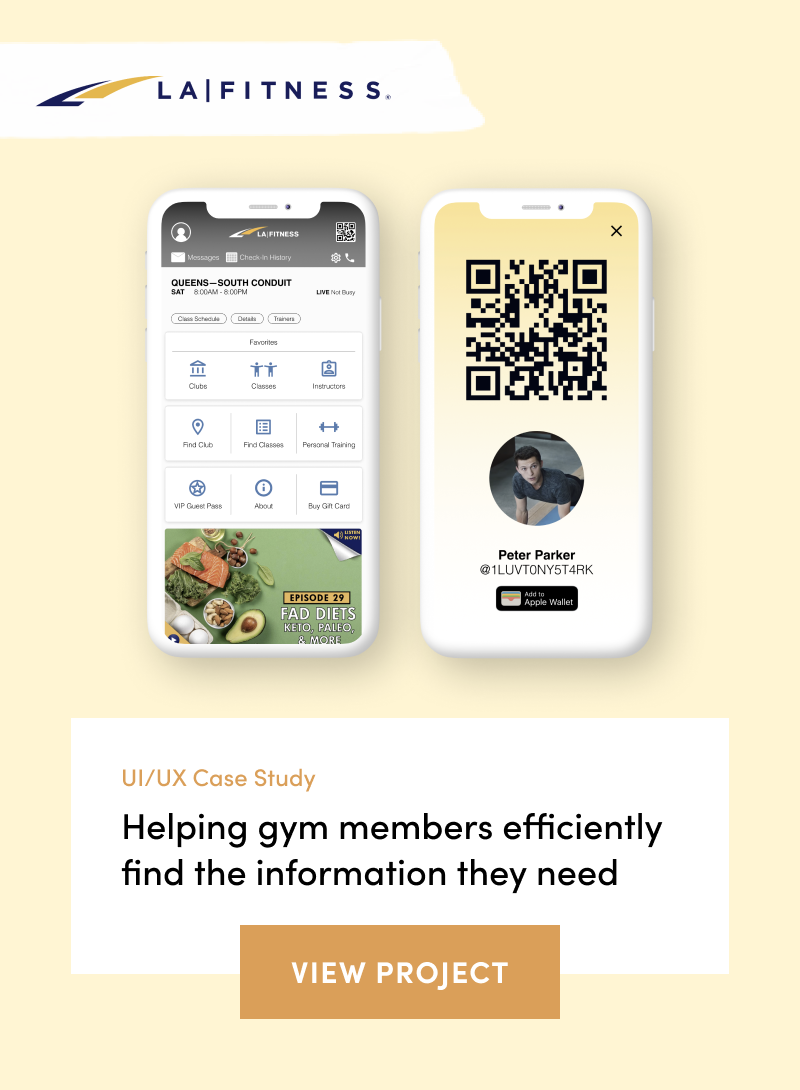 LA|FITNESS®
LA|FITNESS
Messages Check-In History
QUEENS—SOUTH CONDUIT
SAT 8:00AM - 8:00PM LIVE Not Busy
Class Schedule Details Trainers
Favorites
Clubs Classes Instructors
Find Club Find Classes Personal Training
VIP Guest Pass About Buy Gift Card
LISTEN
NOW!
EPISODE 29
FAD DIETS
KETO, PALEO,
& MORE
Peter Parker
@1LUVT0NY5T4RK
Add to
Apple Wallet
UI/UX Case Study
Helping gym members efficiently
find the information they need
VIEW PROJECT